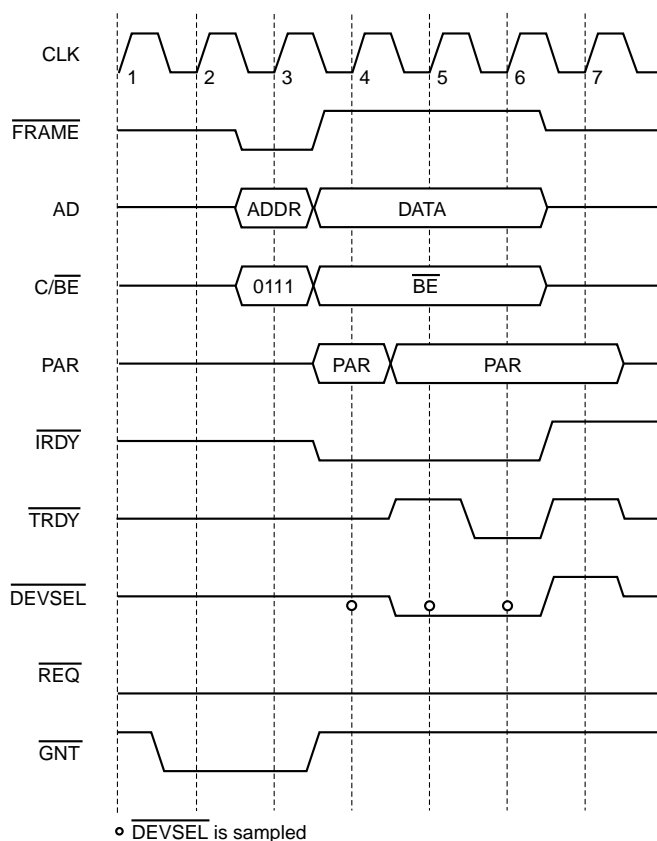 CLK
1 2 3 4 5 6 7
FRAME
AD ADDR DATA
C/BE 0111 BE
PAR PAR PAR
IRDY
TRDY
DEVSEL
REQ
GNT
DEVSEL is sampled